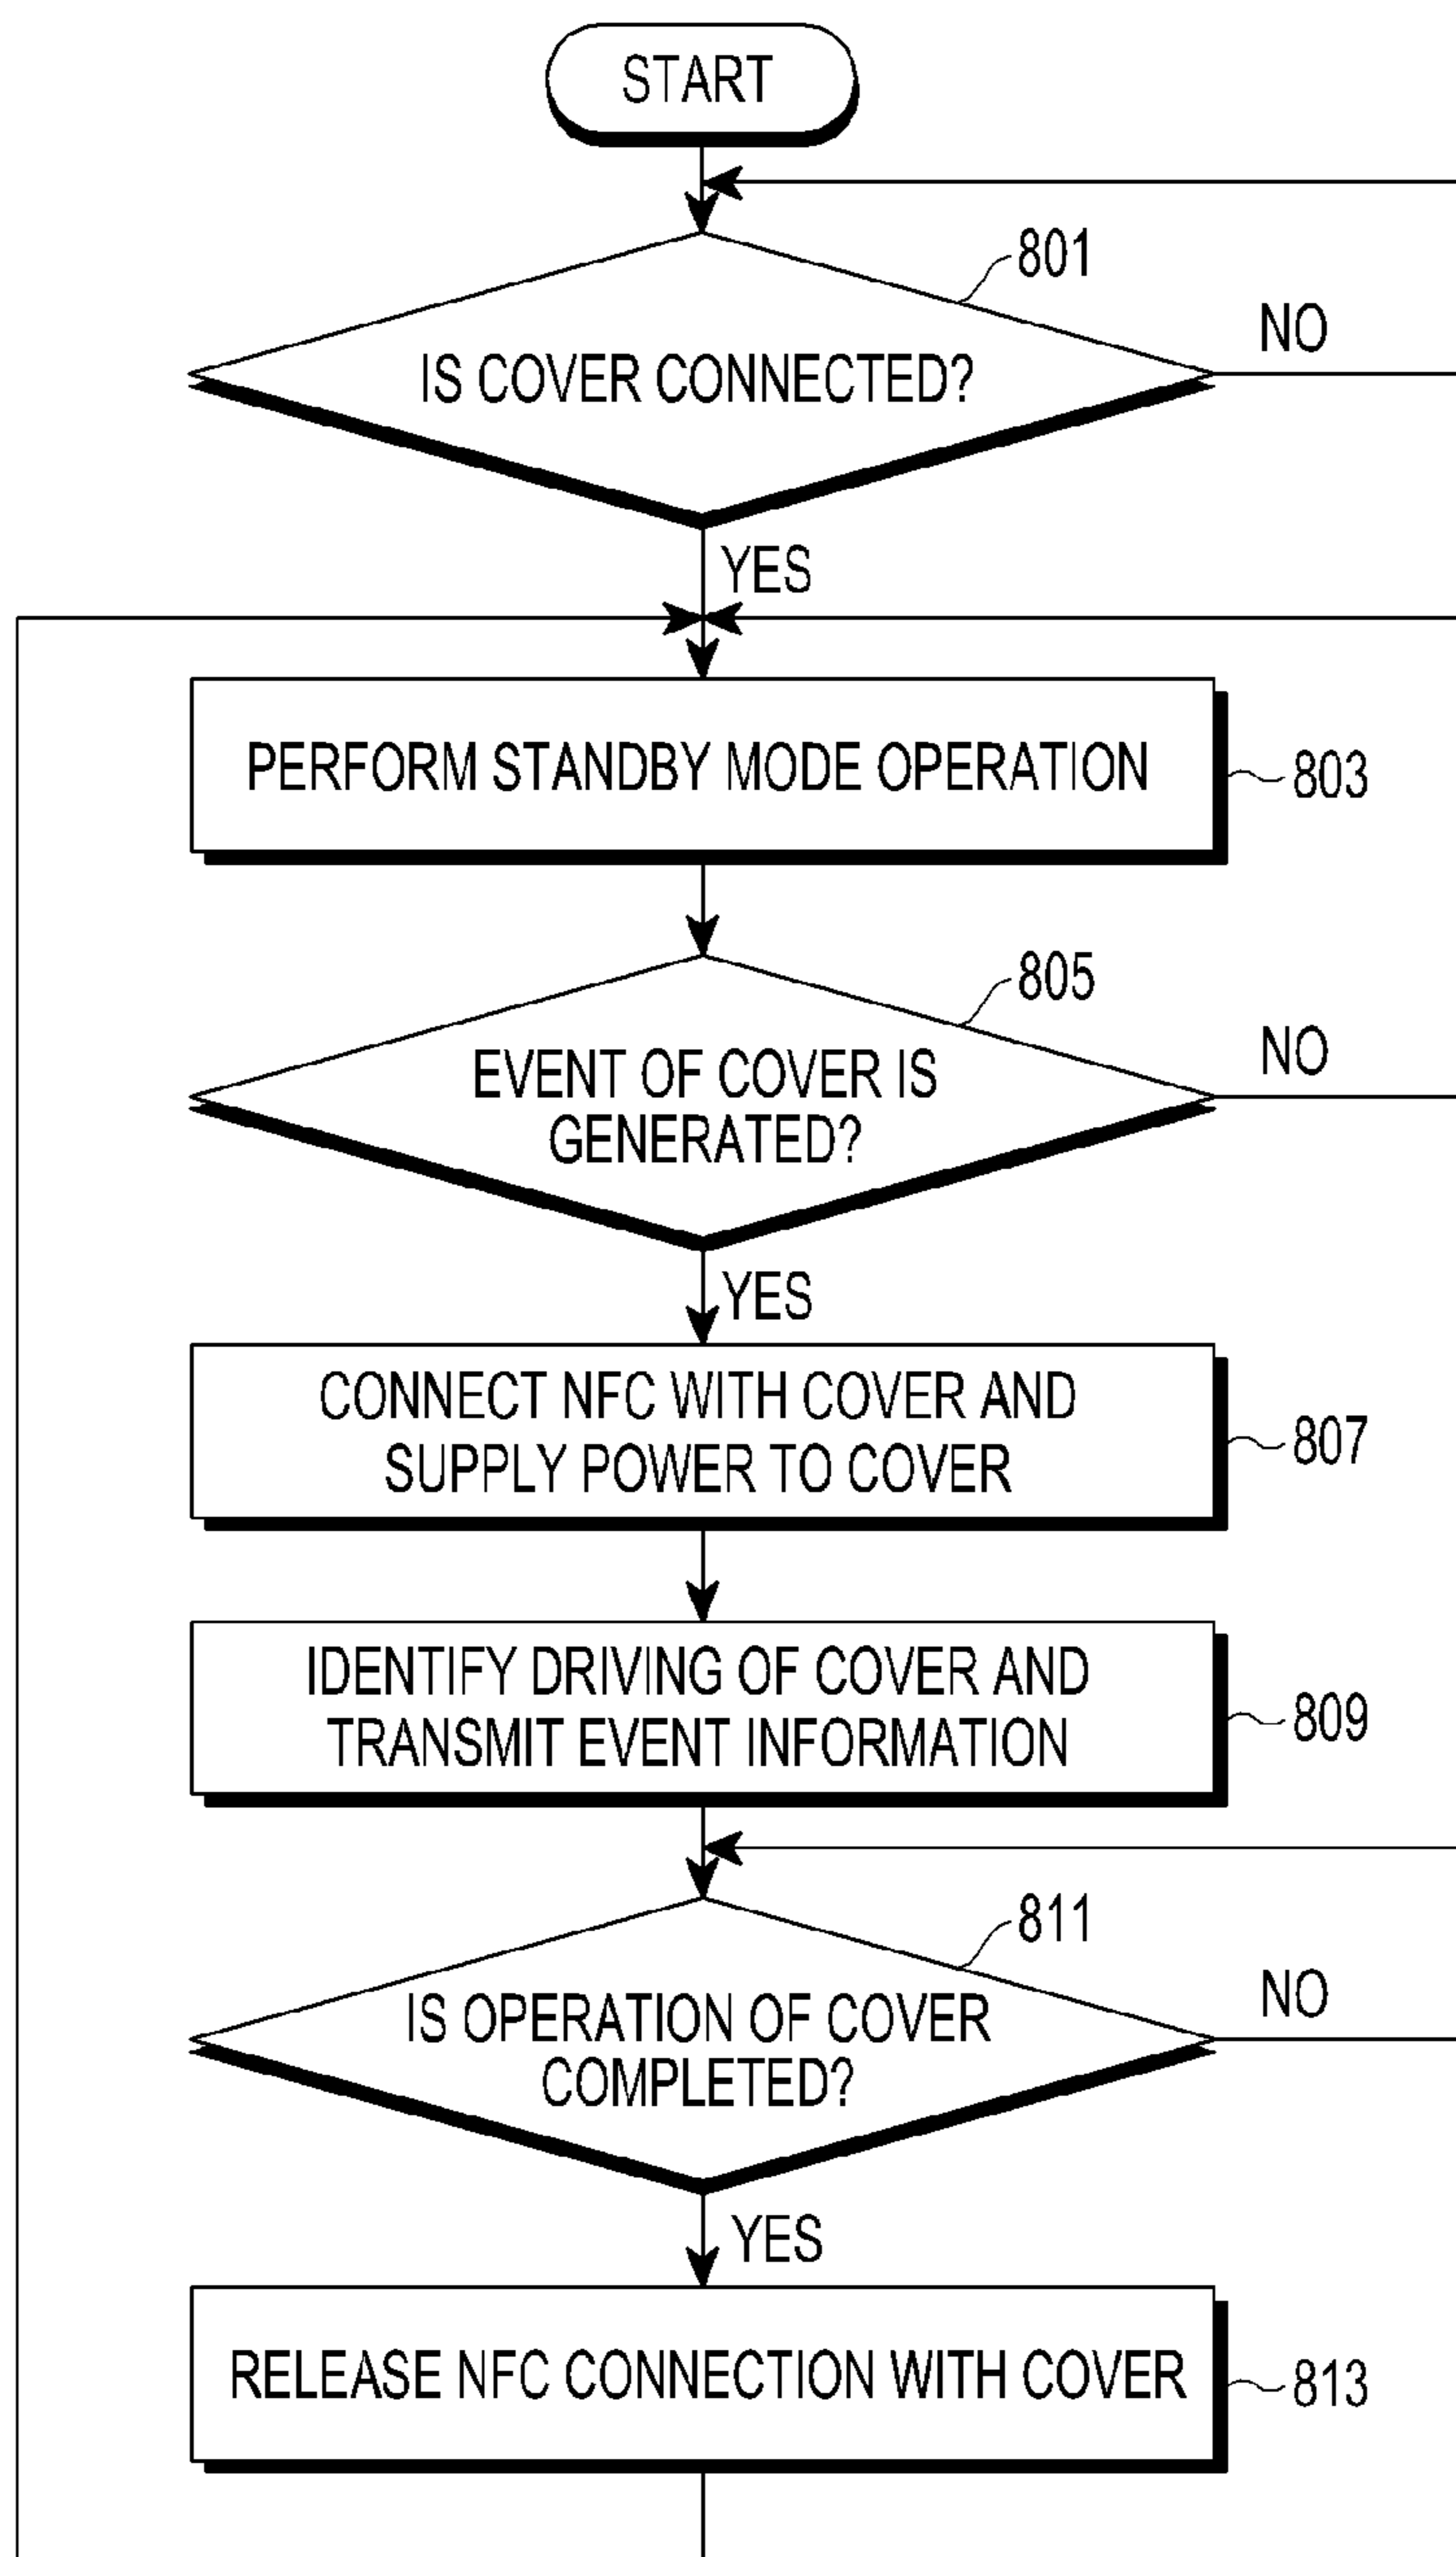 START
801
NO
IS COVER CONNECTED?
YES
PERFORM STANDBY MODE OPERATION
803
805
NO
EVENT OF COVER IS
GENERATED?
YES
CONNECT NFC WITH COVER AND
SUPPLY POWER TO COVER
807
IDENTIFY DRIVING OF COVER AND
TRANSMIT EVENT INFORMATION
809
811
NO
IS OPERATION OF COVER
COMPLETED?
YES
RELEASE NFC CONNECTION WITH COVER
813